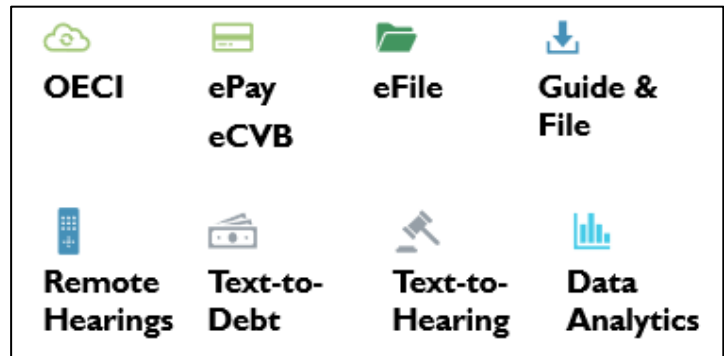 OECI
ePay
eCVB
eFile
Guide &
File
Remote
Hearings
Text-to-
Debt
Text-to-
Hearing
Data
Analytics